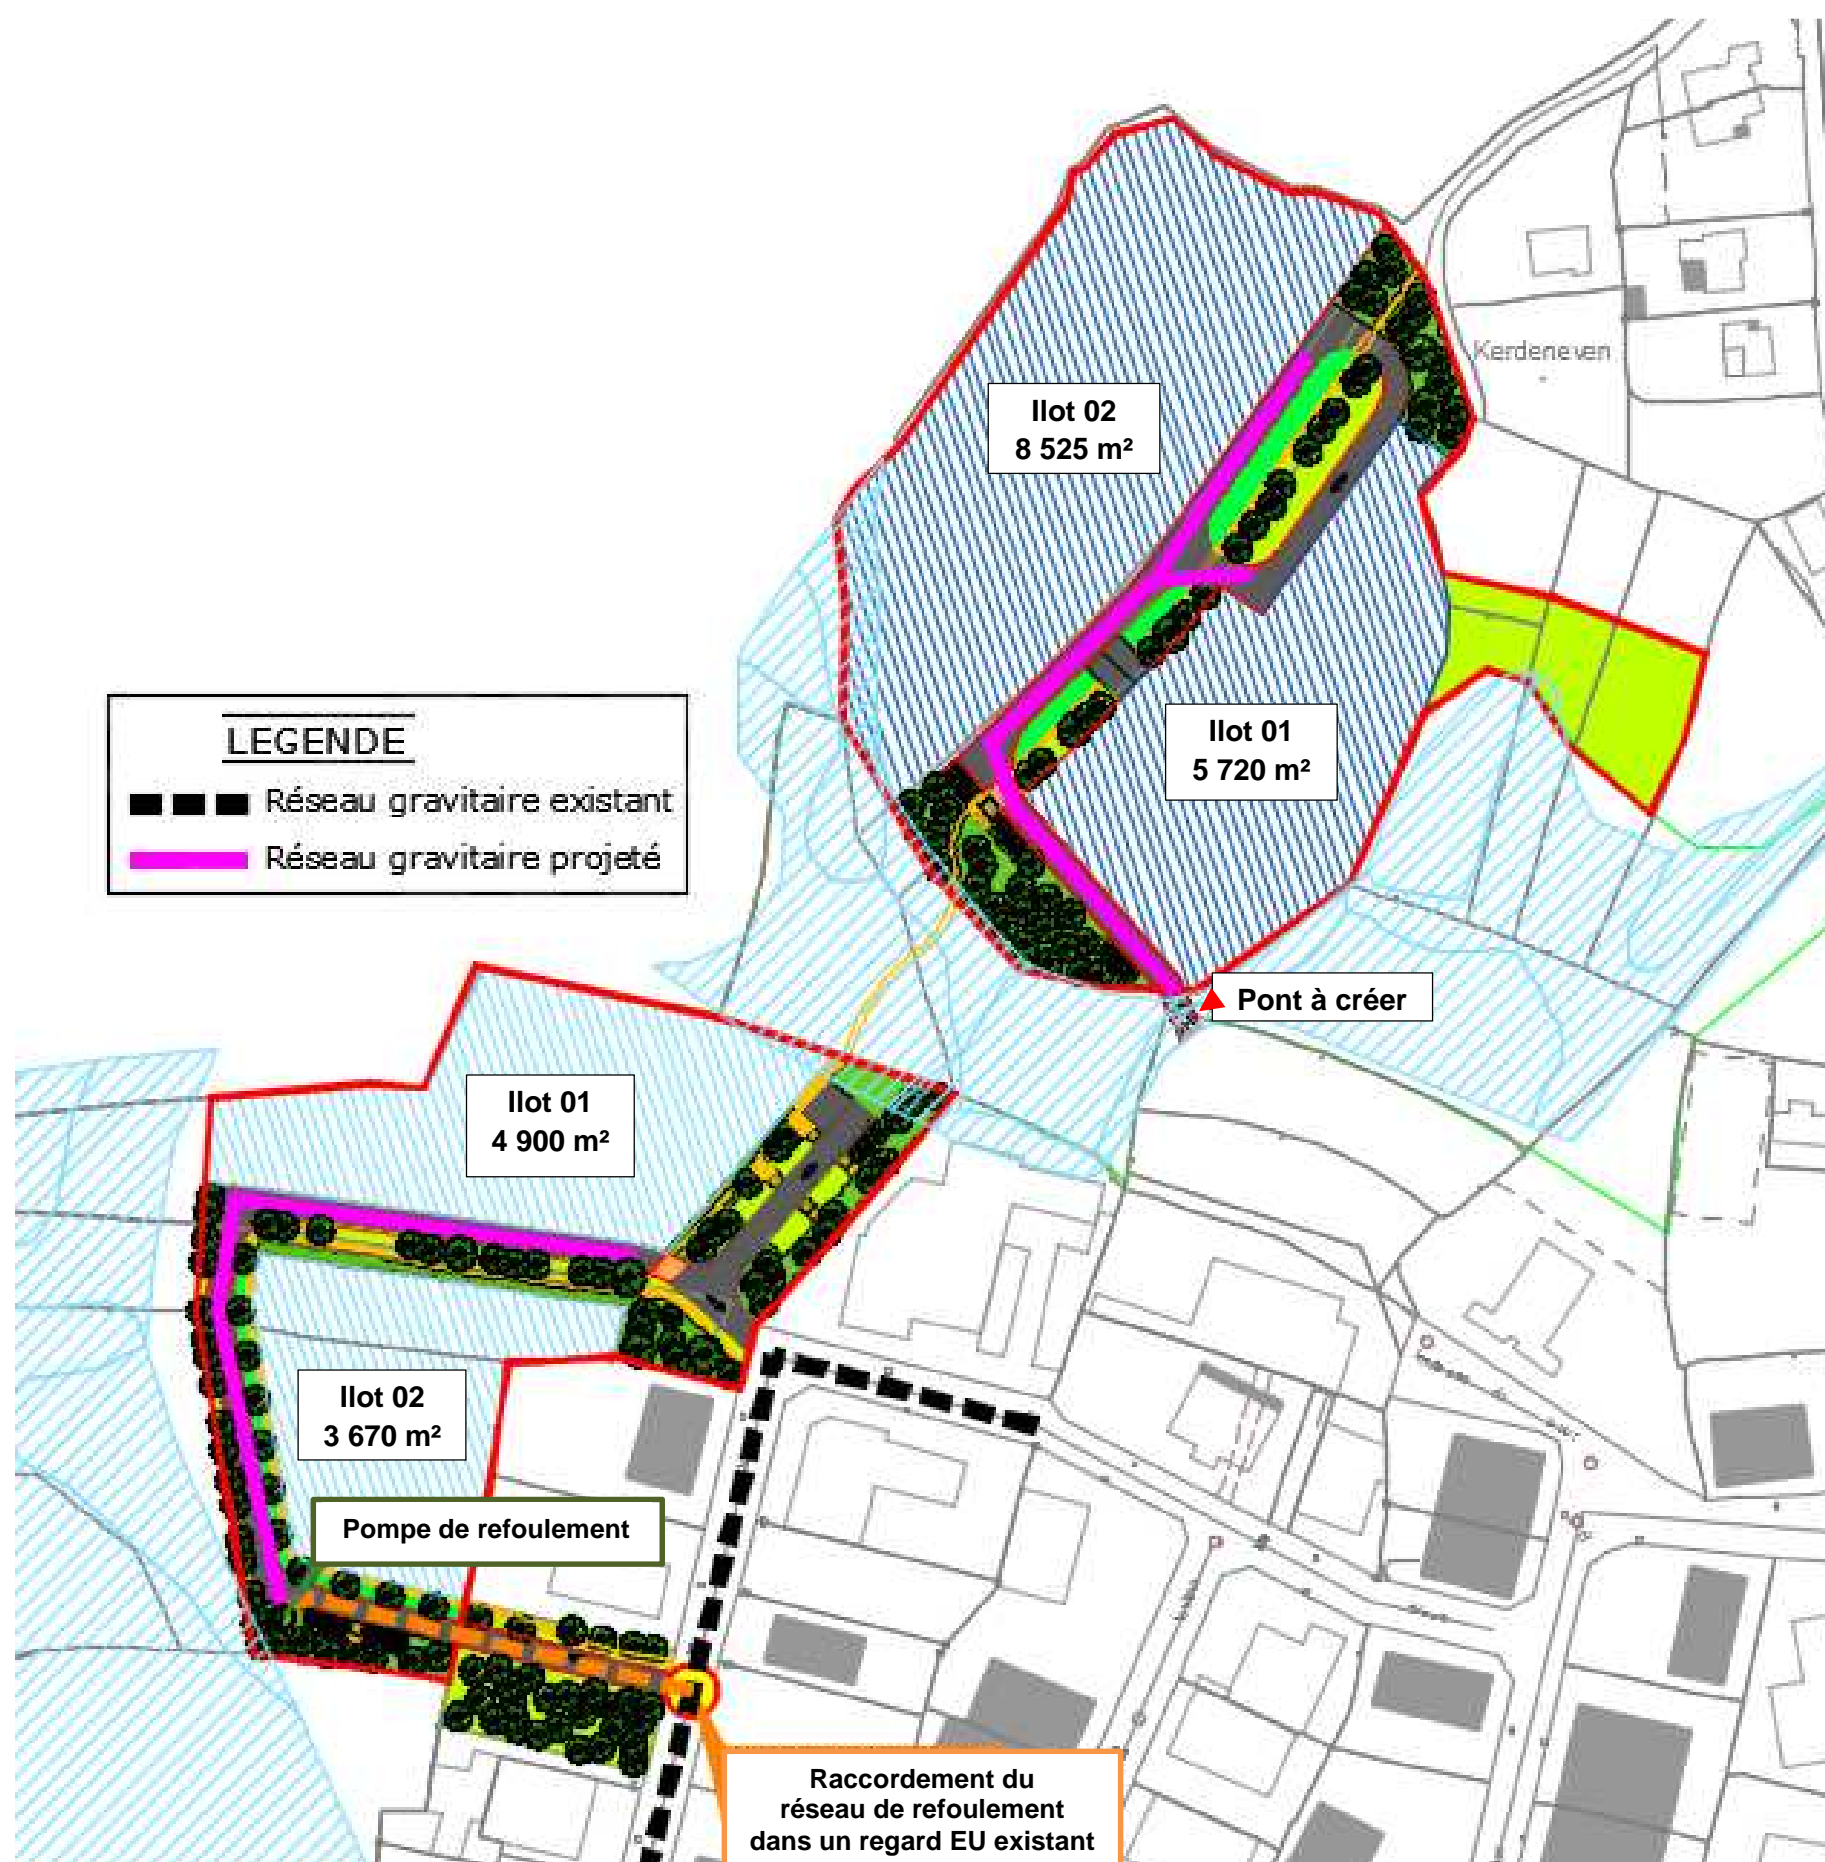 Kerdeneven
Ilot 02
8 525 m²
Ilot 01
5 720 m²
LEGENDE
Réseau gravitaire existant
Réseau gravitaire projeté
Pont à créer
Ilot 01
4 900 m²
Ilot 02
3 670 m²
Pompe de refoulement
Raccordement du
réseau de refoulement
dans un regard EU existant